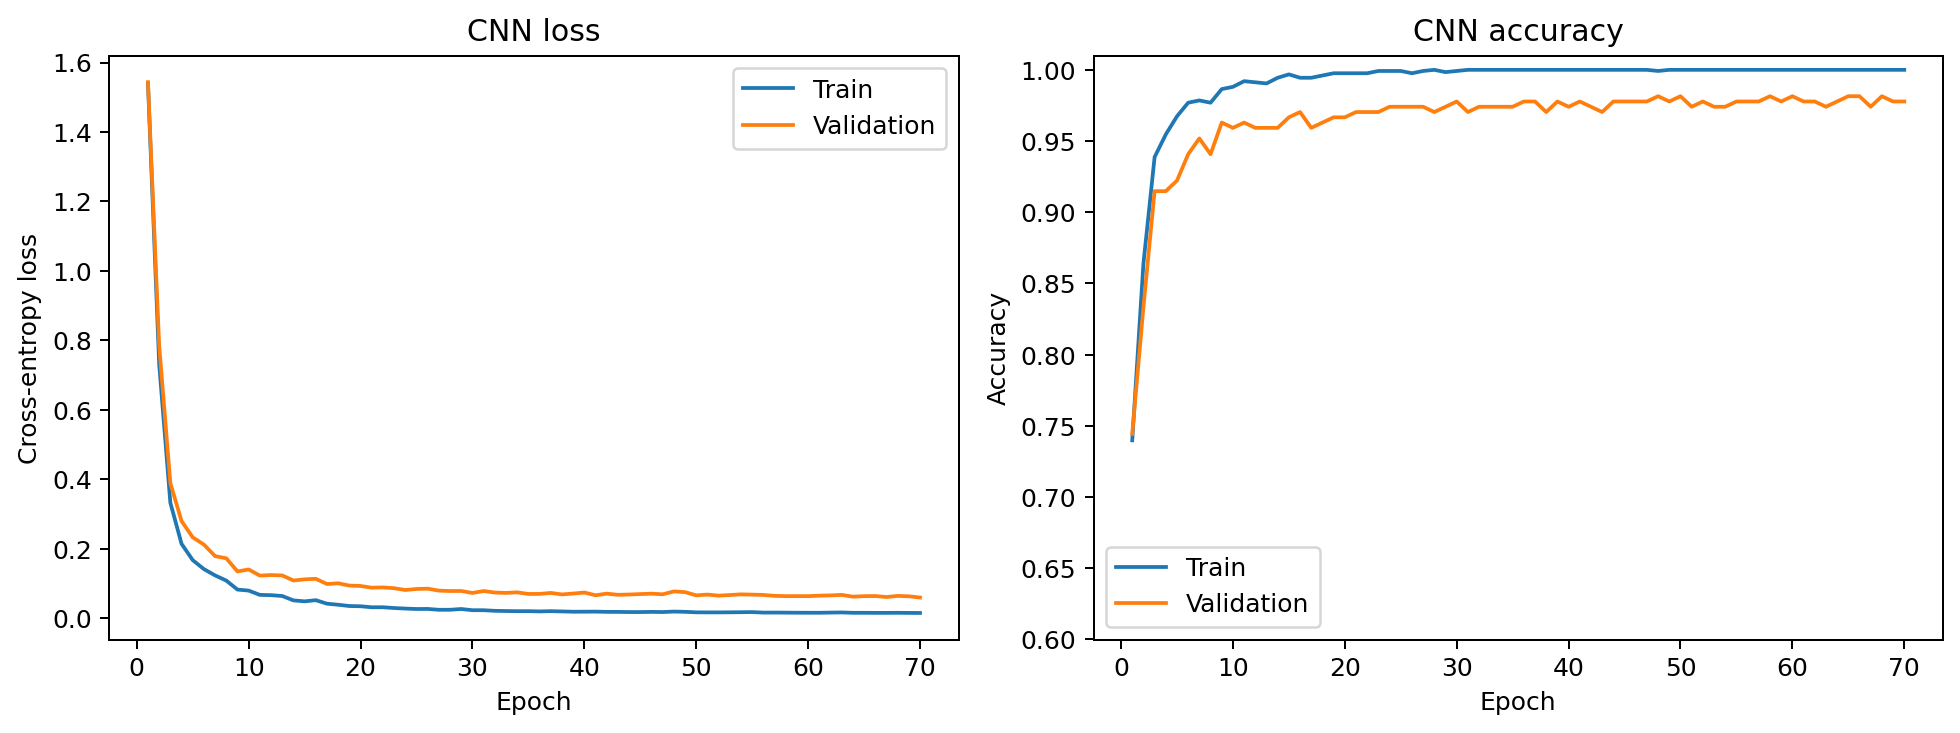 CNN loss
1.6
1.4
1.2
1.0
0.8
0.6
0.4
0.2
0.0
Cross-entropy loss
Train
Validation
0 10 20 30 40 50 60 70
Epoch
CNN accuracy
1.00
0.95
0.90
0.85
0.80
0.75
0.70
0.65
0.60
Accuracy
Train
Validation
0 10 20 30 40 50 60 70
Epoch